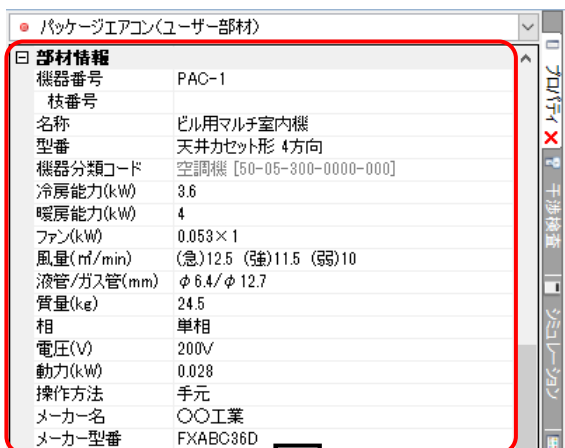 パッケージエアコン(ユーザー部材)
部材情報
機器番号 PAC-1
枝番号
名称 ビル用マルチ室内機
型番 天井カセット形 4方向
機器分類コード 空調機 [50-05-300-0000-000]
冷房能力(kW) 3.6
暖房能力(kW) 4
ファン(kW) 0.053×1
風量(㎥/min) (急)12.5 (強)11.5 (弱)10
液管/ガス管(mm) φ6.4/φ12.7
質量(kg) 24.5
相 単相
電圧(V) 200V
動力(kW) 0.028
操作方法 手元
メーカー名 〇〇工業
メーカー型番 FXABC36D
プロパティ
干渉検査
シミュレーション